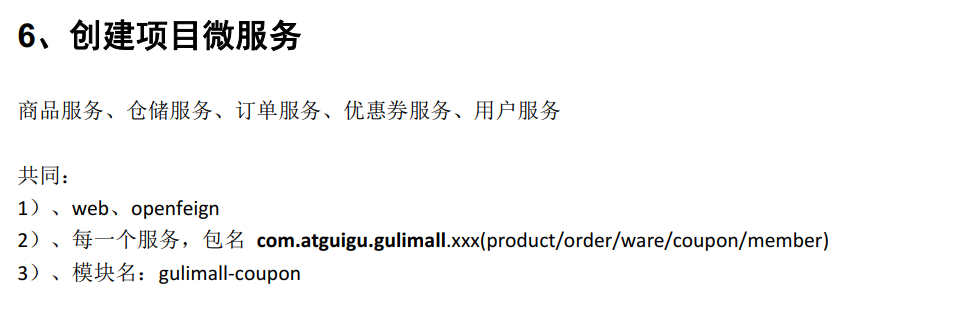 6、创建项目微服务
商品服务、仓储服务、订单服务、优惠券服务、用户服务
共同：
1）、web、openfeign
2）、每一个服务，包名 com.atguigu.gulimall.xxx(product/order/ware/coupon/member)
3）、模块名：gulimall-coupon